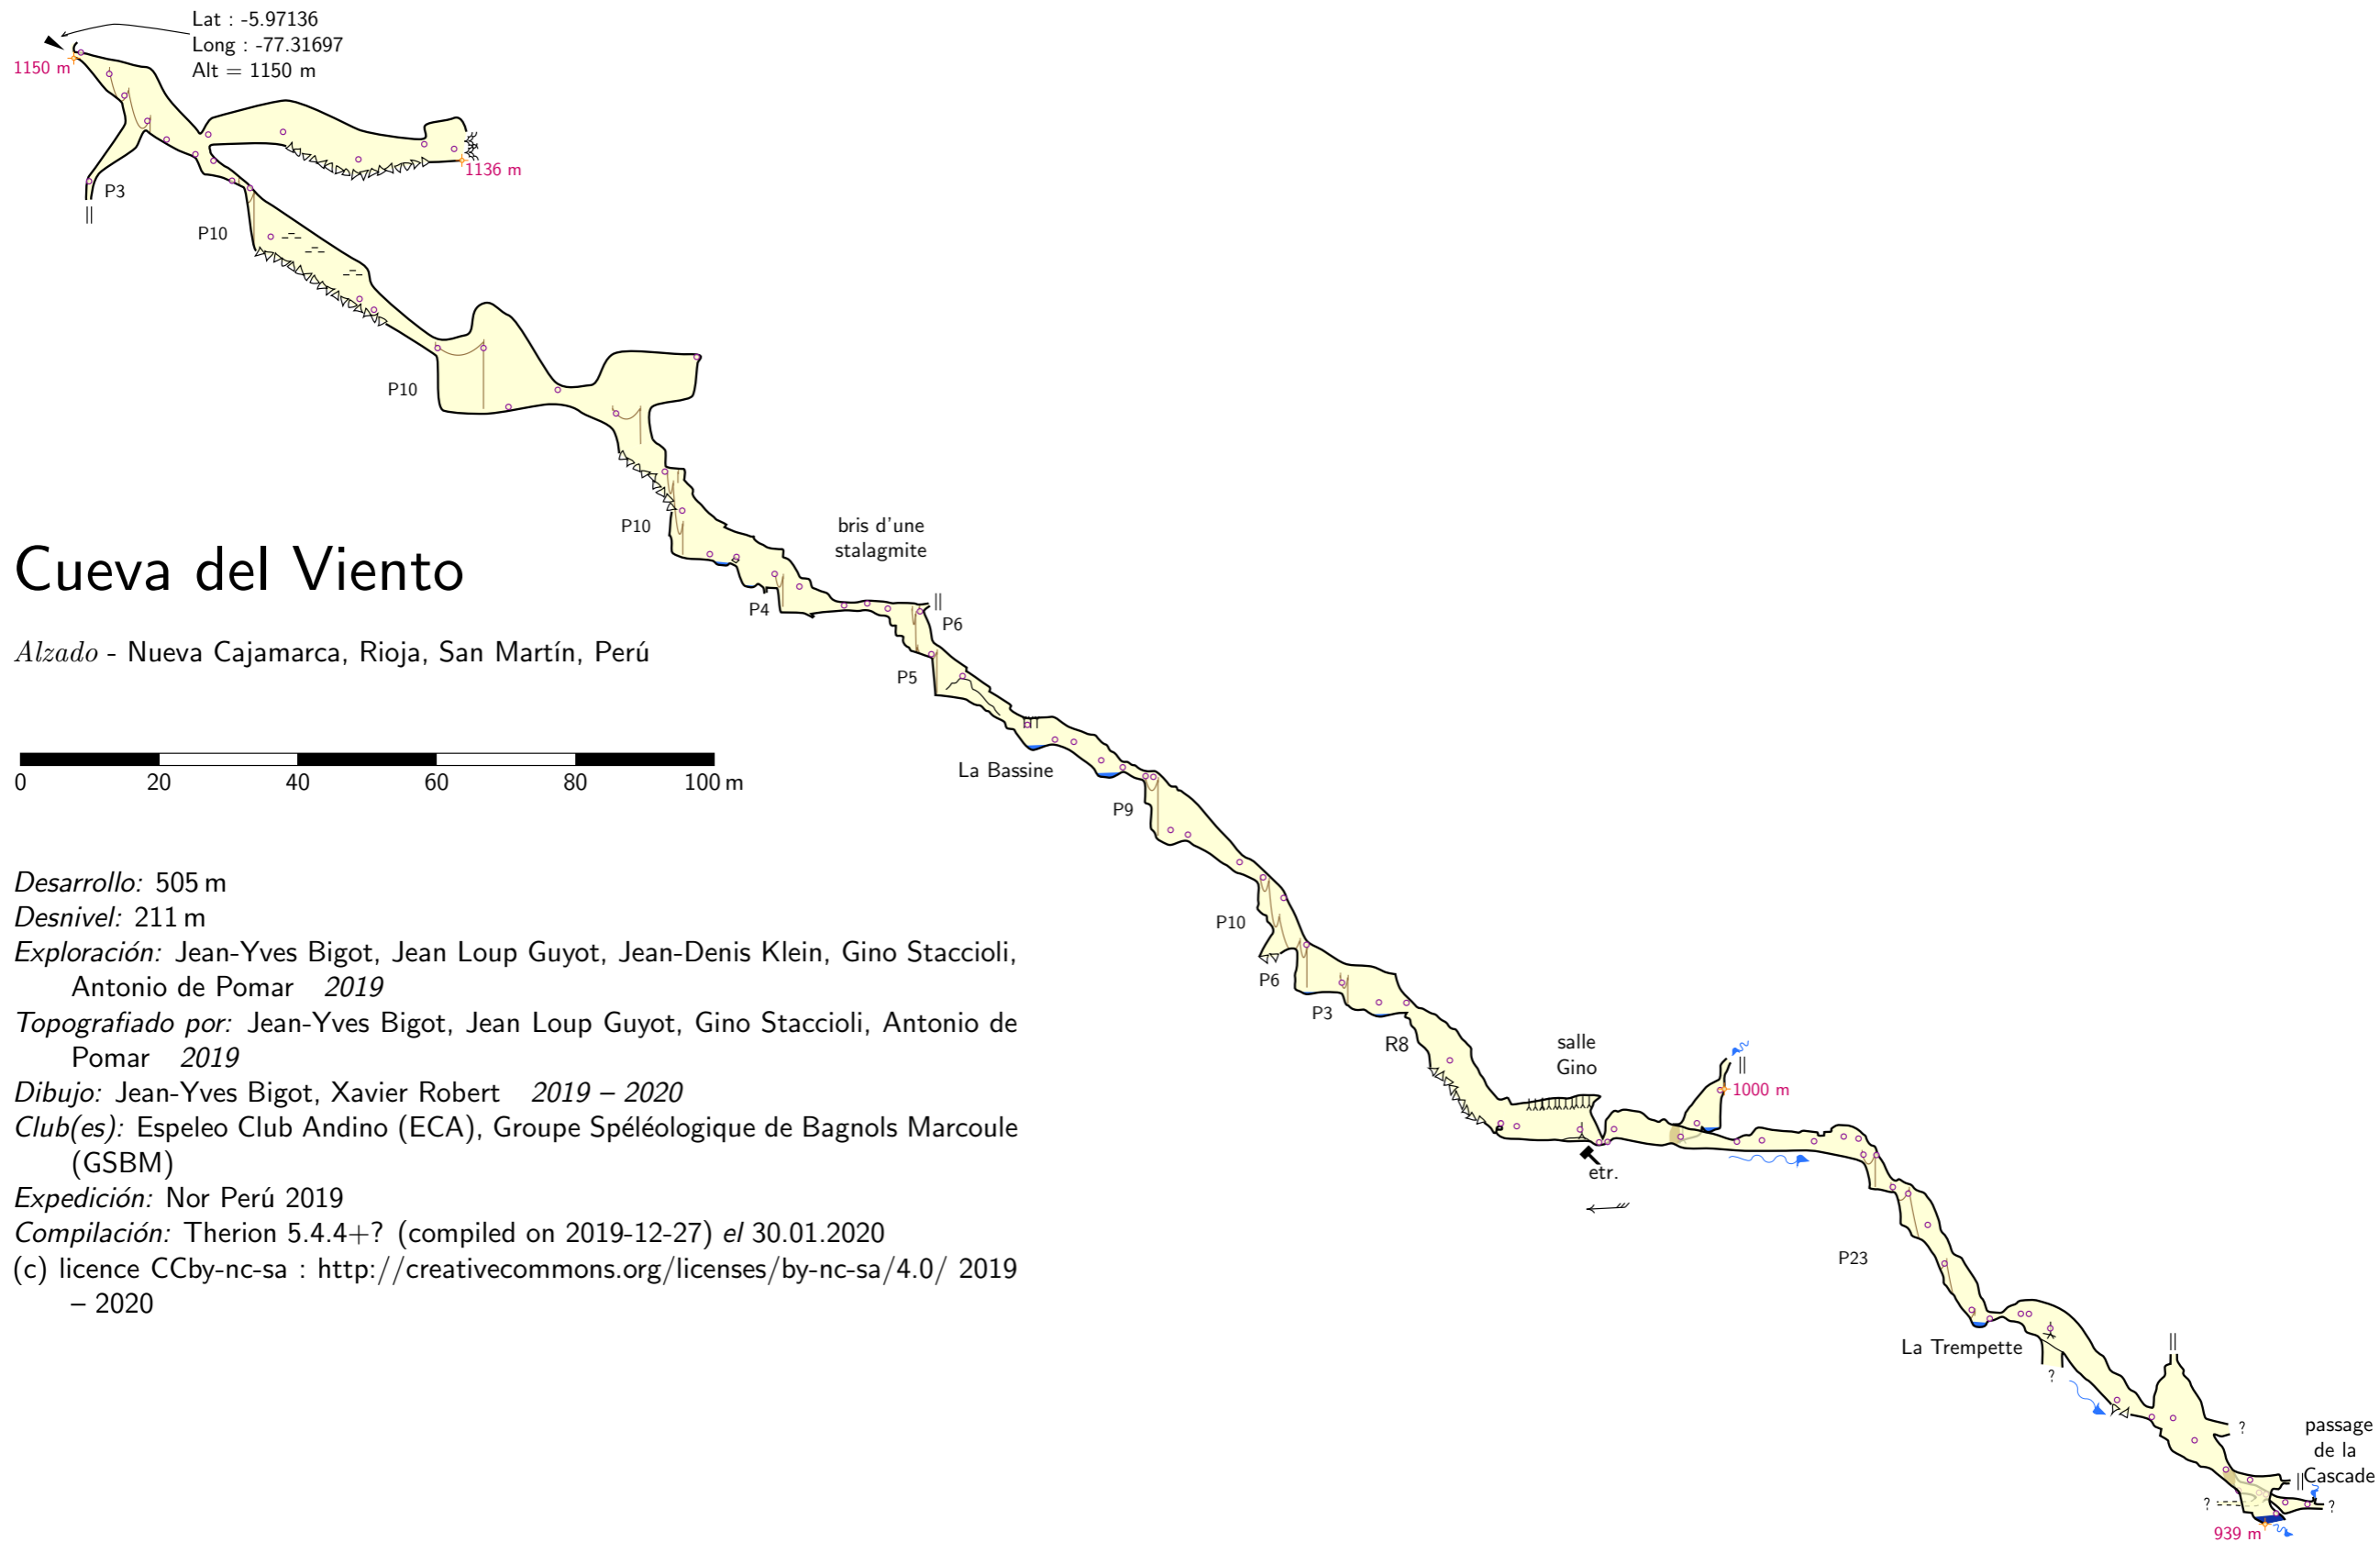 Lat : -5.97136
Long : -77.31697
Alt = 1150 m
1150 m
1136 m
P3
P10
P10
P10
bris d'une
stalagmite
P4
P6
P5
Cueva del Viento
Alzado - Nueva Cajamarca, Rioja, San Martín, Perú
0 20 40 60 80 100 m
La Bassine
P9
P10
P6
P3
R8
salle
Gino
1000 m
etr.
P23
La Trempette
?
?
passage
de la
Cascade
?
?
939 m
Desarrollo: 505 m
Desnivel: 211 m
Exploración: Jean-Yves Bigot, Jean Loup Guyot, Jean-Denis Klein, Gino Staccioli,
Antonio de Pomar 2019
Topografiado por: Jean-Yves Bigot, Jean Loup Guyot, Gino Staccioli, Antonio de
Pomar 2019
Dibujo: Jean-Yves Bigot, Xavier Robert 2019 – 2020
Club(es): Espeleo Club Andino (ECA), Groupe Spéléologique de Bagnols Marcoule
(GSBM)
Expedición: Nor Perú 2019
Compilación: Therion 5.4.4+? (compiled on 2019-12-27) el 30.01.2020
(c) licence CCby-nc-sa : http://creativecommons.org/licenses/by-nc-sa/4.0/ 2019
– 2020